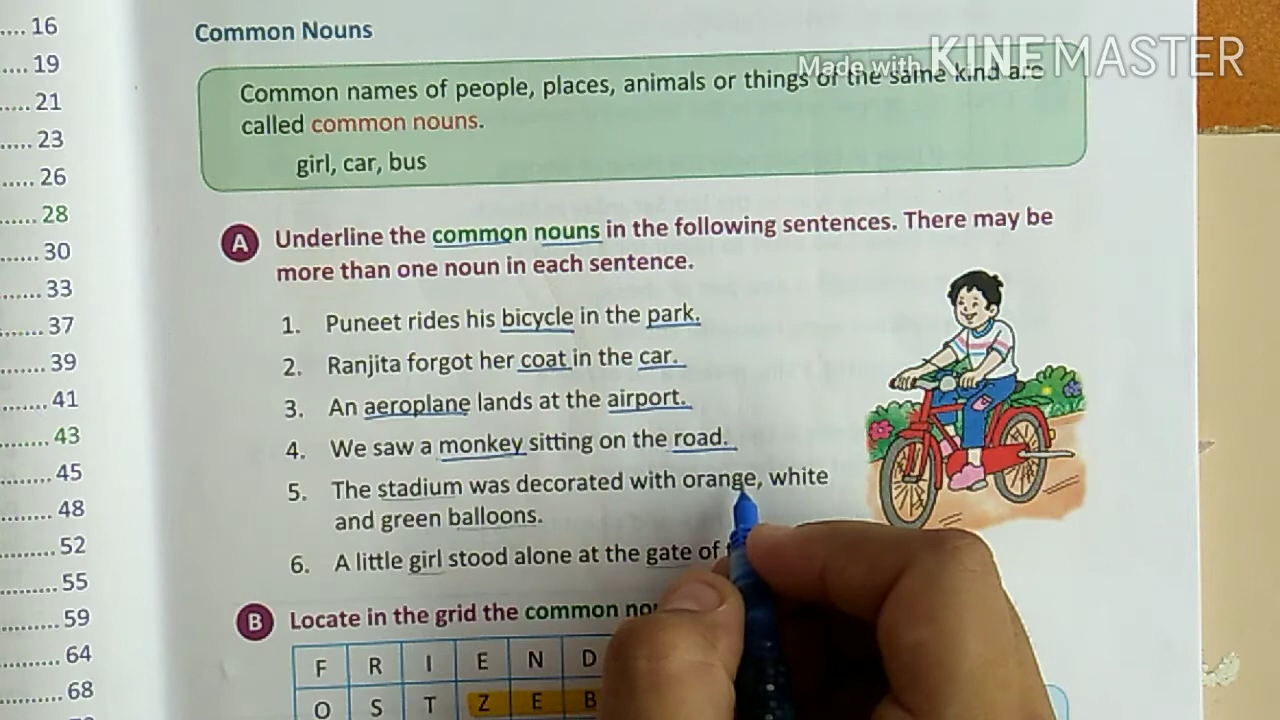 .... 16
.... 19
..... 21
..... 23
..... 26
...... 28
...... 30
....... 33
....... 37
........ 39
........ 41
........ 43
........ 45
........ 48
......... 52
......... 55
......... 59
.......... 64
.......... 68
Made with KINEMASTER
Common Nouns
Common names of people, places, animals or things of the same kind are
called common nouns.
girl, car, bus
A Underline the common nouns in the following sentences. There may be
more than one noun in each sentence.
1. Puneet rides his bicycle in the park.
2. Ranjita forgot her coat in the car.
3. An aeroplane lands at the airport.
4. We saw a monkey sitting on the road.
5. The stadium was decorated with orange, white
and green balloons.
6. A little girl stood alone at the gate of
B Locate in the grid the common
F R I E N D
O S T Z E B